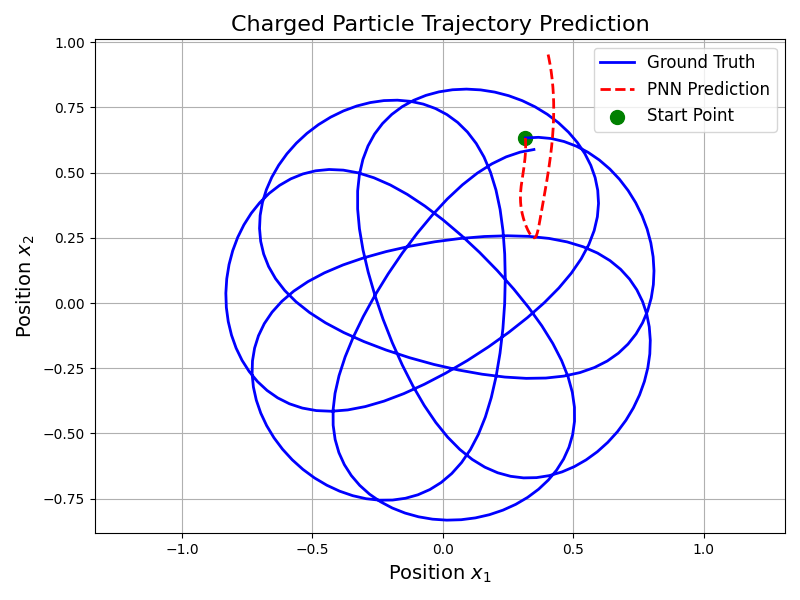 Charged Particle Trajectory Prediction
Ground Truth
PNN Prediction
Start Point
Position $x_2$
1.00
0.75
0.50
0.25
0.00
−0.25
−0.50
−0.75
−1.0
−0.5
0.0
0.5
1.0
Position $x_1$